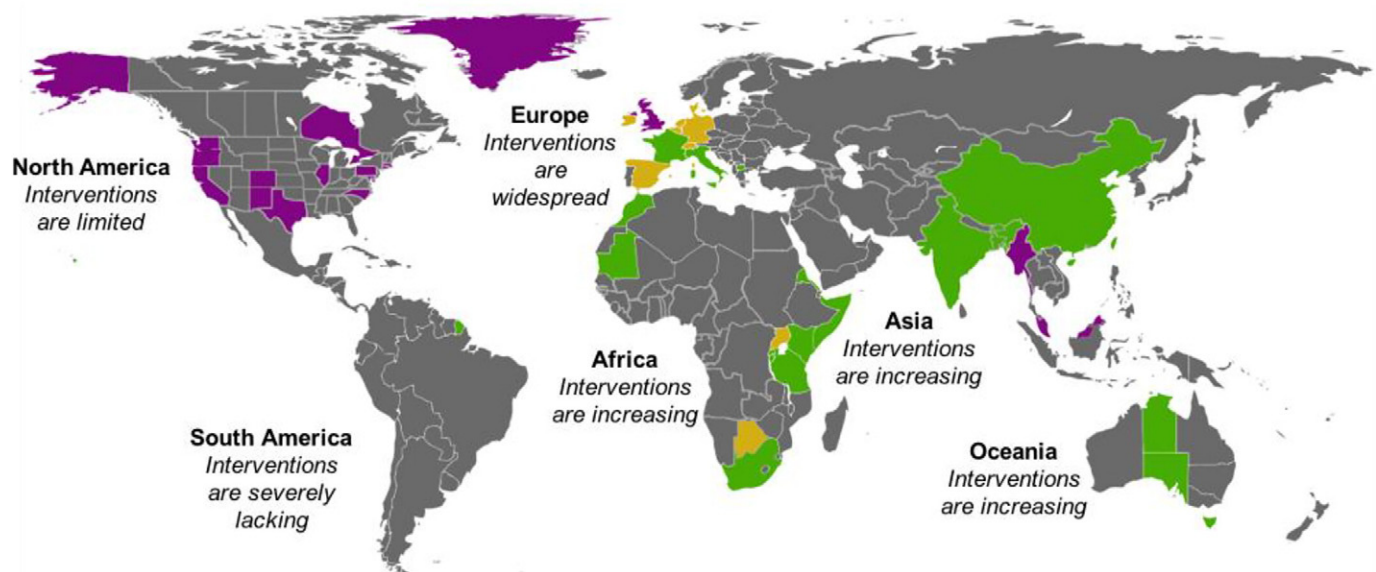 North America
Interventions
are limited
Europe
Interventions
are
widespread
South America
Interventions
are severely
lacking
Africa
Interventions
are increasing
Asia
Interventions
are increasing
Oceania
Interventions
are increasing